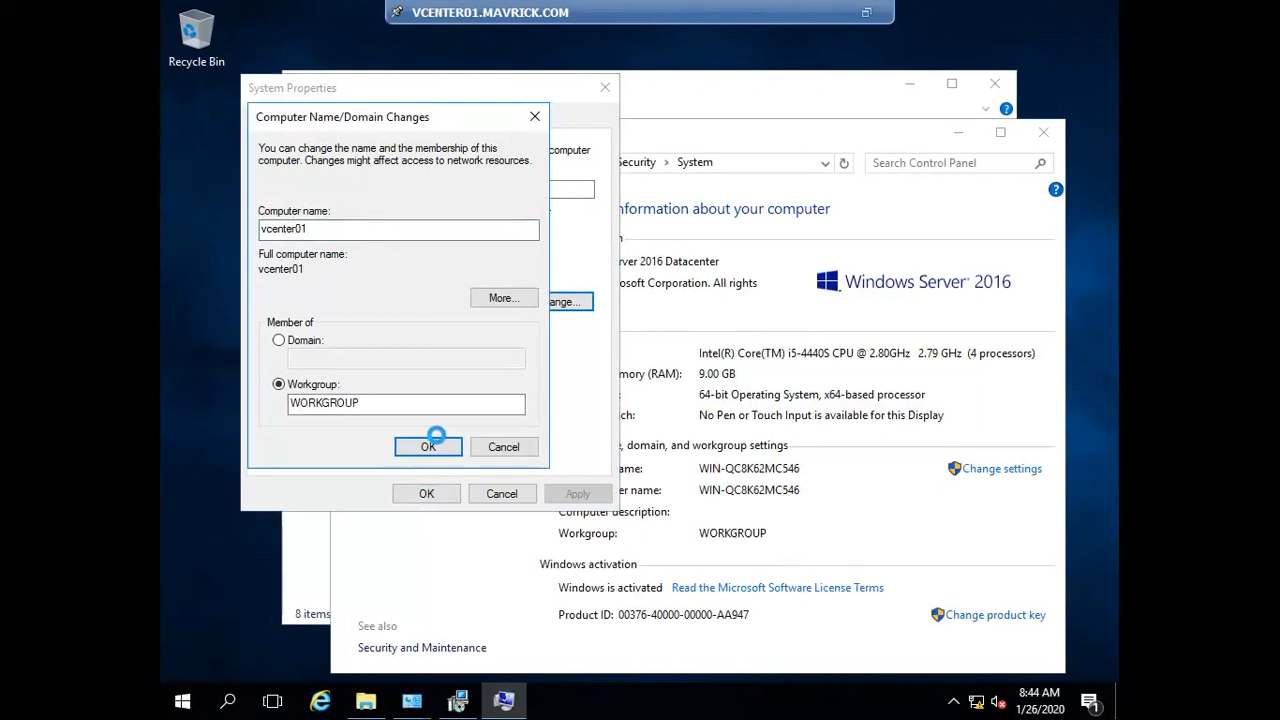 VCENTER01.MAVRICK.COM
Recycle Bin
System Properties
Computer Name/Domain Changes
You can change the name and the membership of this
computer. Changes might affect access to network resources.
Computer name:
vcenter01
Full computer name:
vcenter01
More...
Member of
Domain:
Workgroup:
WORKGROUP
OK
Cancel
computer
ange...
OK
Cancel
Apply
Security > System
Search Control Panel
nformation about your computer
n
rver 2016 Datacenter
osoft Corporation. All rights
Windows Server 2016
Intel(R) Core(TM) i5-4440S CPU @ 2.80GHz 2.79 GHz (4 processors)
mory (RAM): 9.00 GB
64-bit Operating System, x64-based processor
ch: No Pen or Touch Input is available for this Display
e, domain, and workgroup settings
ame: WIN-QC8K62MC546
Change settings
er name: WIN-QC8K62MC546
Computer description:
Workgroup: WORKGROUP
Windows activation
Windows is activated Read the Microsoft Software License Terms
Product ID: 00376-40000-00000-AA947
Change product key
8 items
See also
Security and Maintenance
8:44 AM
1/26/2020
1